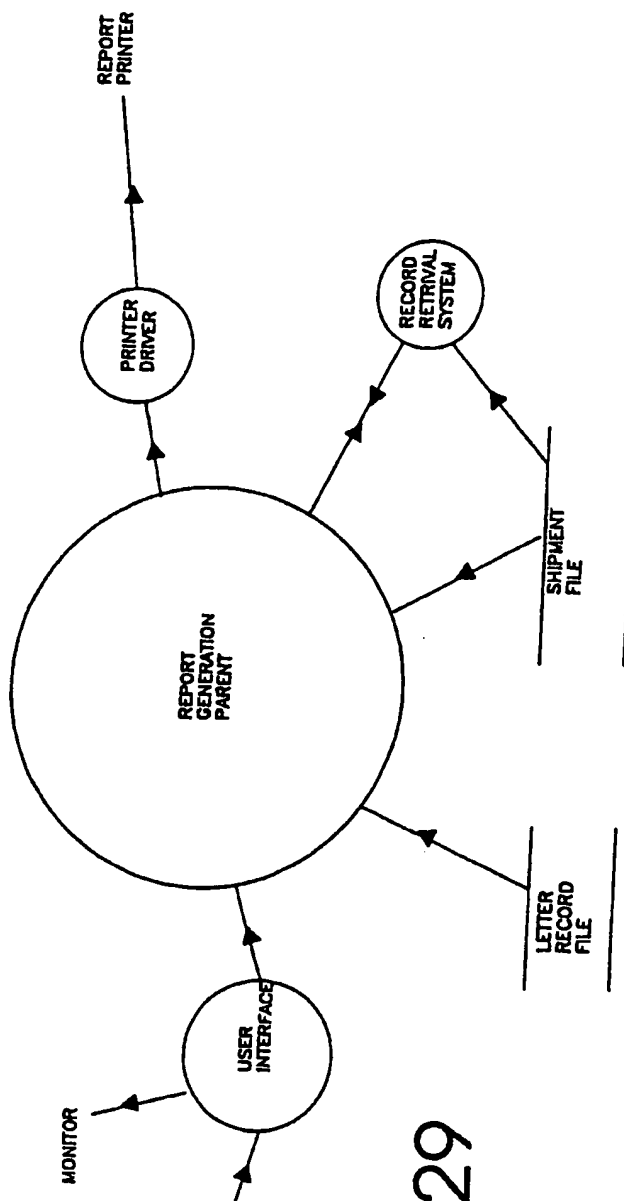 REPORT
PRINTER
PRINTER
DRIVER
RECORD
RETRIVAL
SYSTEM
REPORT
GENERATION
PARENT
SHIPMENT
FILE
LETTER
RECORD
FILE
USER
INTERFACE
MONITOR
29